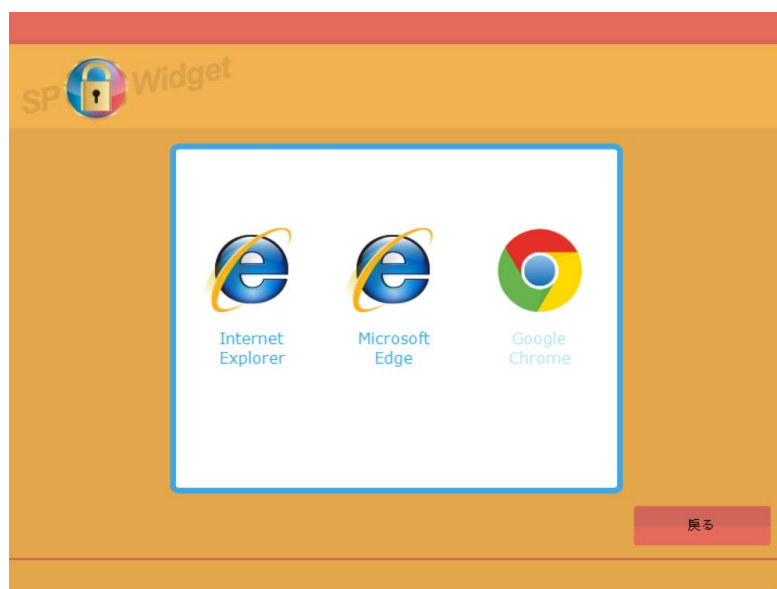 SP Widget
Internet
Explorer
Microsoft
Edge
Google
Chrome
戻る